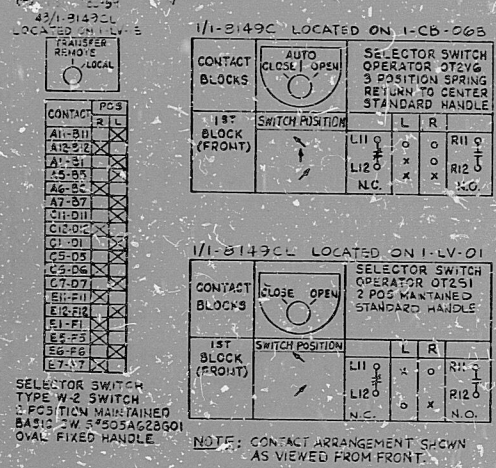 43/1-8149CL
LOCATED ON 1-LV-3
TRANSFER
REMOTE
LOCAL
CONTACT POS
R L
A11-B11
A12-B12
A1-B1
A5-B5
A6-B6
A7-B7
C11-D11
C12-D12
C1-D1
C5-D5
C6-D6
C7-D7
E11-F11
E12-F12
E1-F1
E5-F5
E6-F6
E7-F7
SELECTOR SWITCH
TYPE W-2 SWITCH
2 POSITION MAINTAINED
BASIC SW
OVAL FIXED HANDLE
1/1-8149C LOCATED ON 1-CB-06B
CONTACT
BLOCKS
AUTO
CLOSE OPEN
SELECTOR SWITCH
OPERATOR OT2V6
3 POSITION SPRING
RETURN TO CENTER
STANDARD HANDLE
1ST
BLOCK
(FRONT)
SWITCH POSITION
L R
L11 o o R11
x o
L12 x x R12
N.C. N.O.
1/1-8149CL LOCATED ON 1-LV-01
CONTACT
BLOCKS
CLOSE OPEN
SELECTOR SWITCH
OPERATOR OT2S1
2 POS MAINTAINED
STANDARD HANDLE
1ST
BLOCK
(FRONT)
SWITCH POSITION
L R
L11 x o R11
L12 o x R12
N.C. N.O.
NOTE: CONTACT ARRANGEMENT SHOWN
AS VIEWED FROM FRONT.